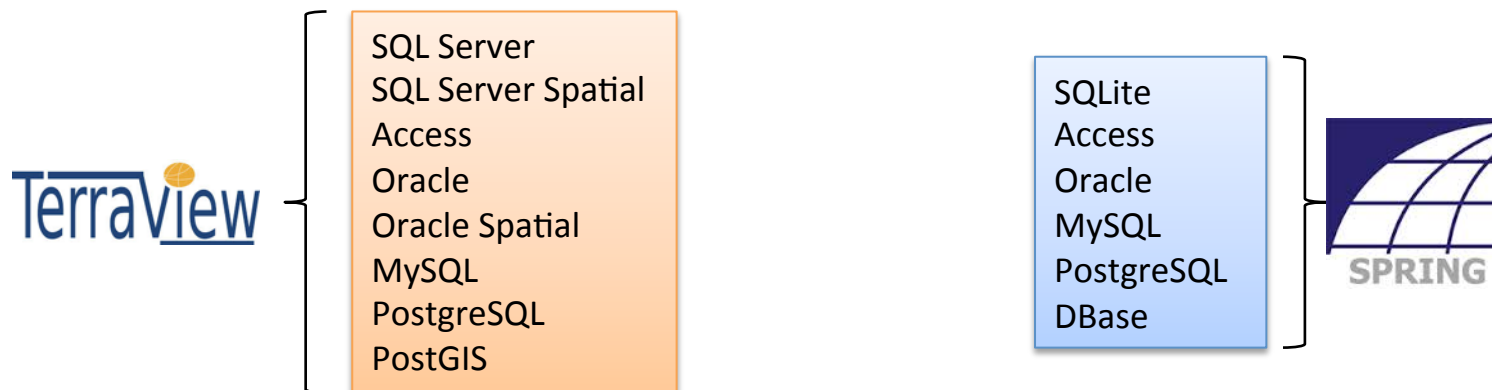 TerraView
SQL Server
SQL Server Spatial
Access
Oracle
Oracle Spatial
MySQL
PostgreSQL
PostGIS
SQLite
Access
Oracle
MySQL
PostgreSQL
DBase
SPRING